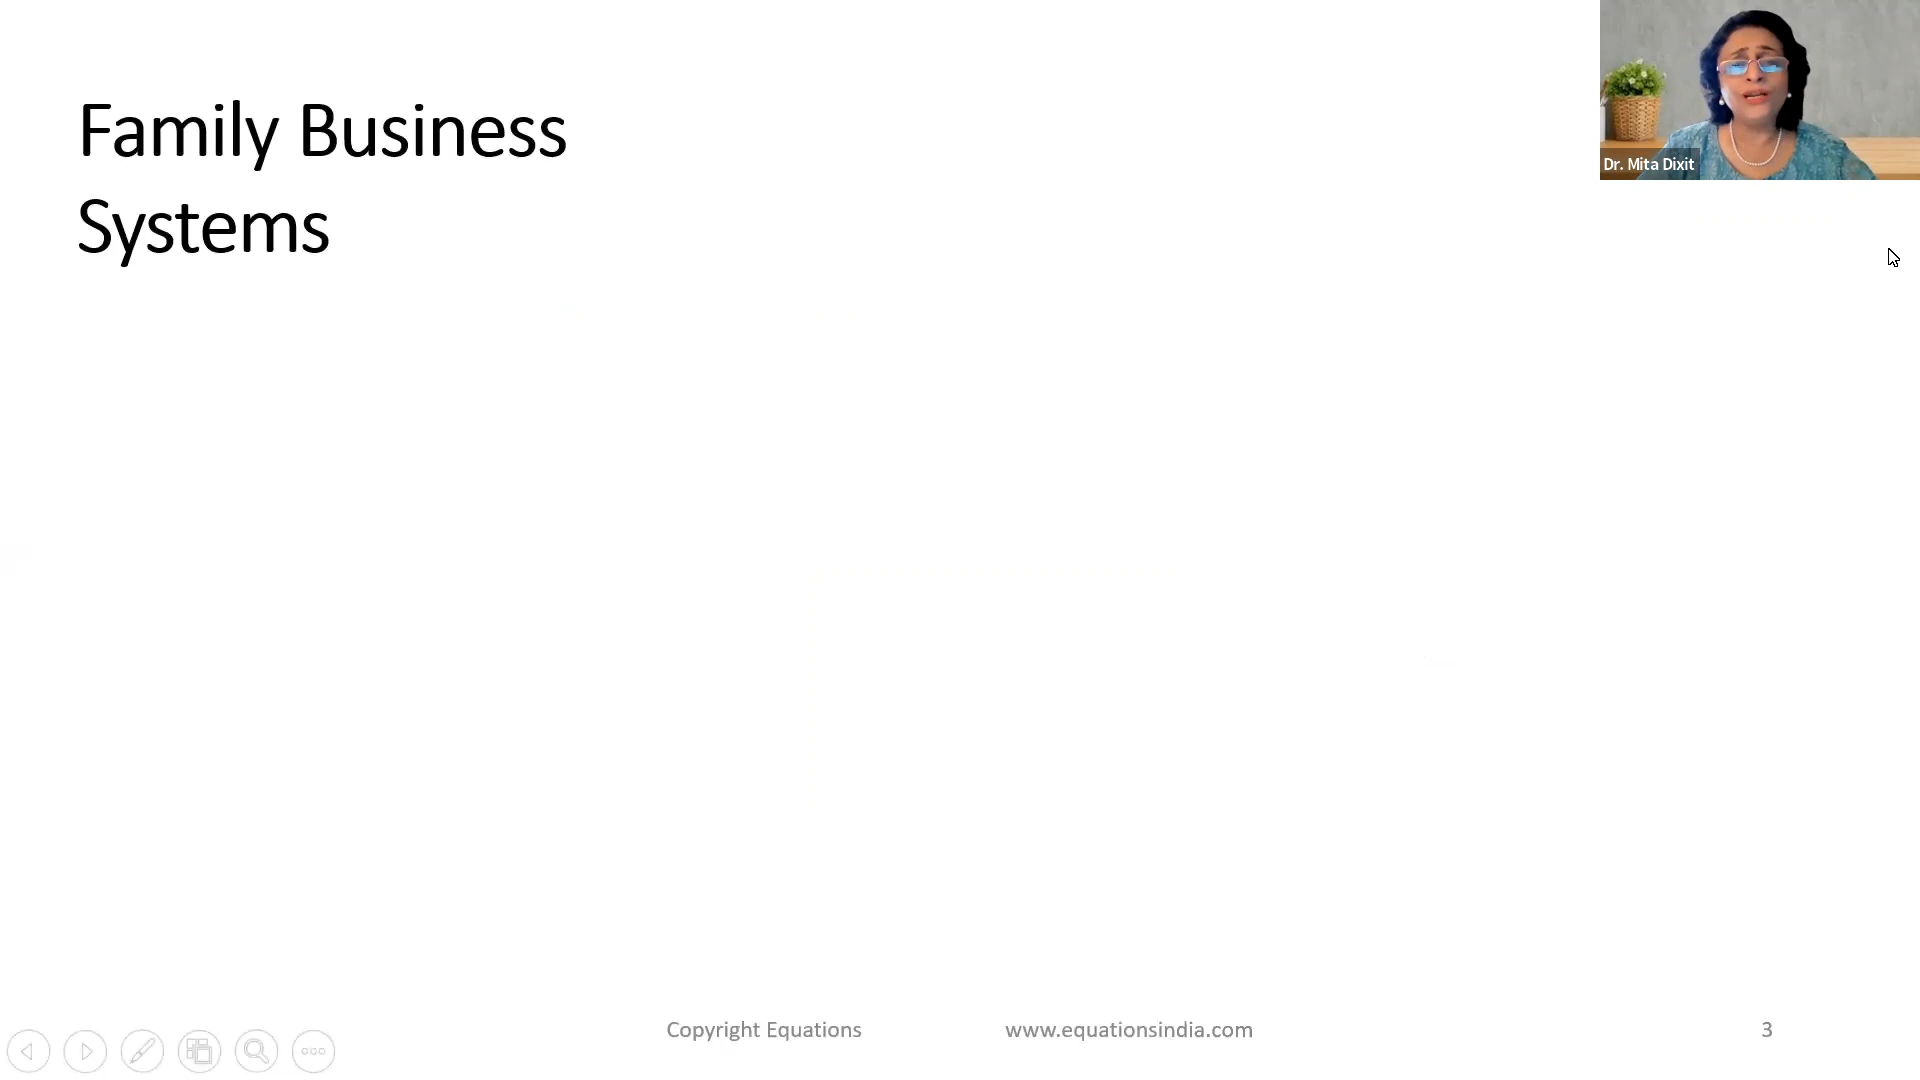 Family Business
Systems
Dr. Mita Dixit
Copyright Equations
www.equationsindia.com
3